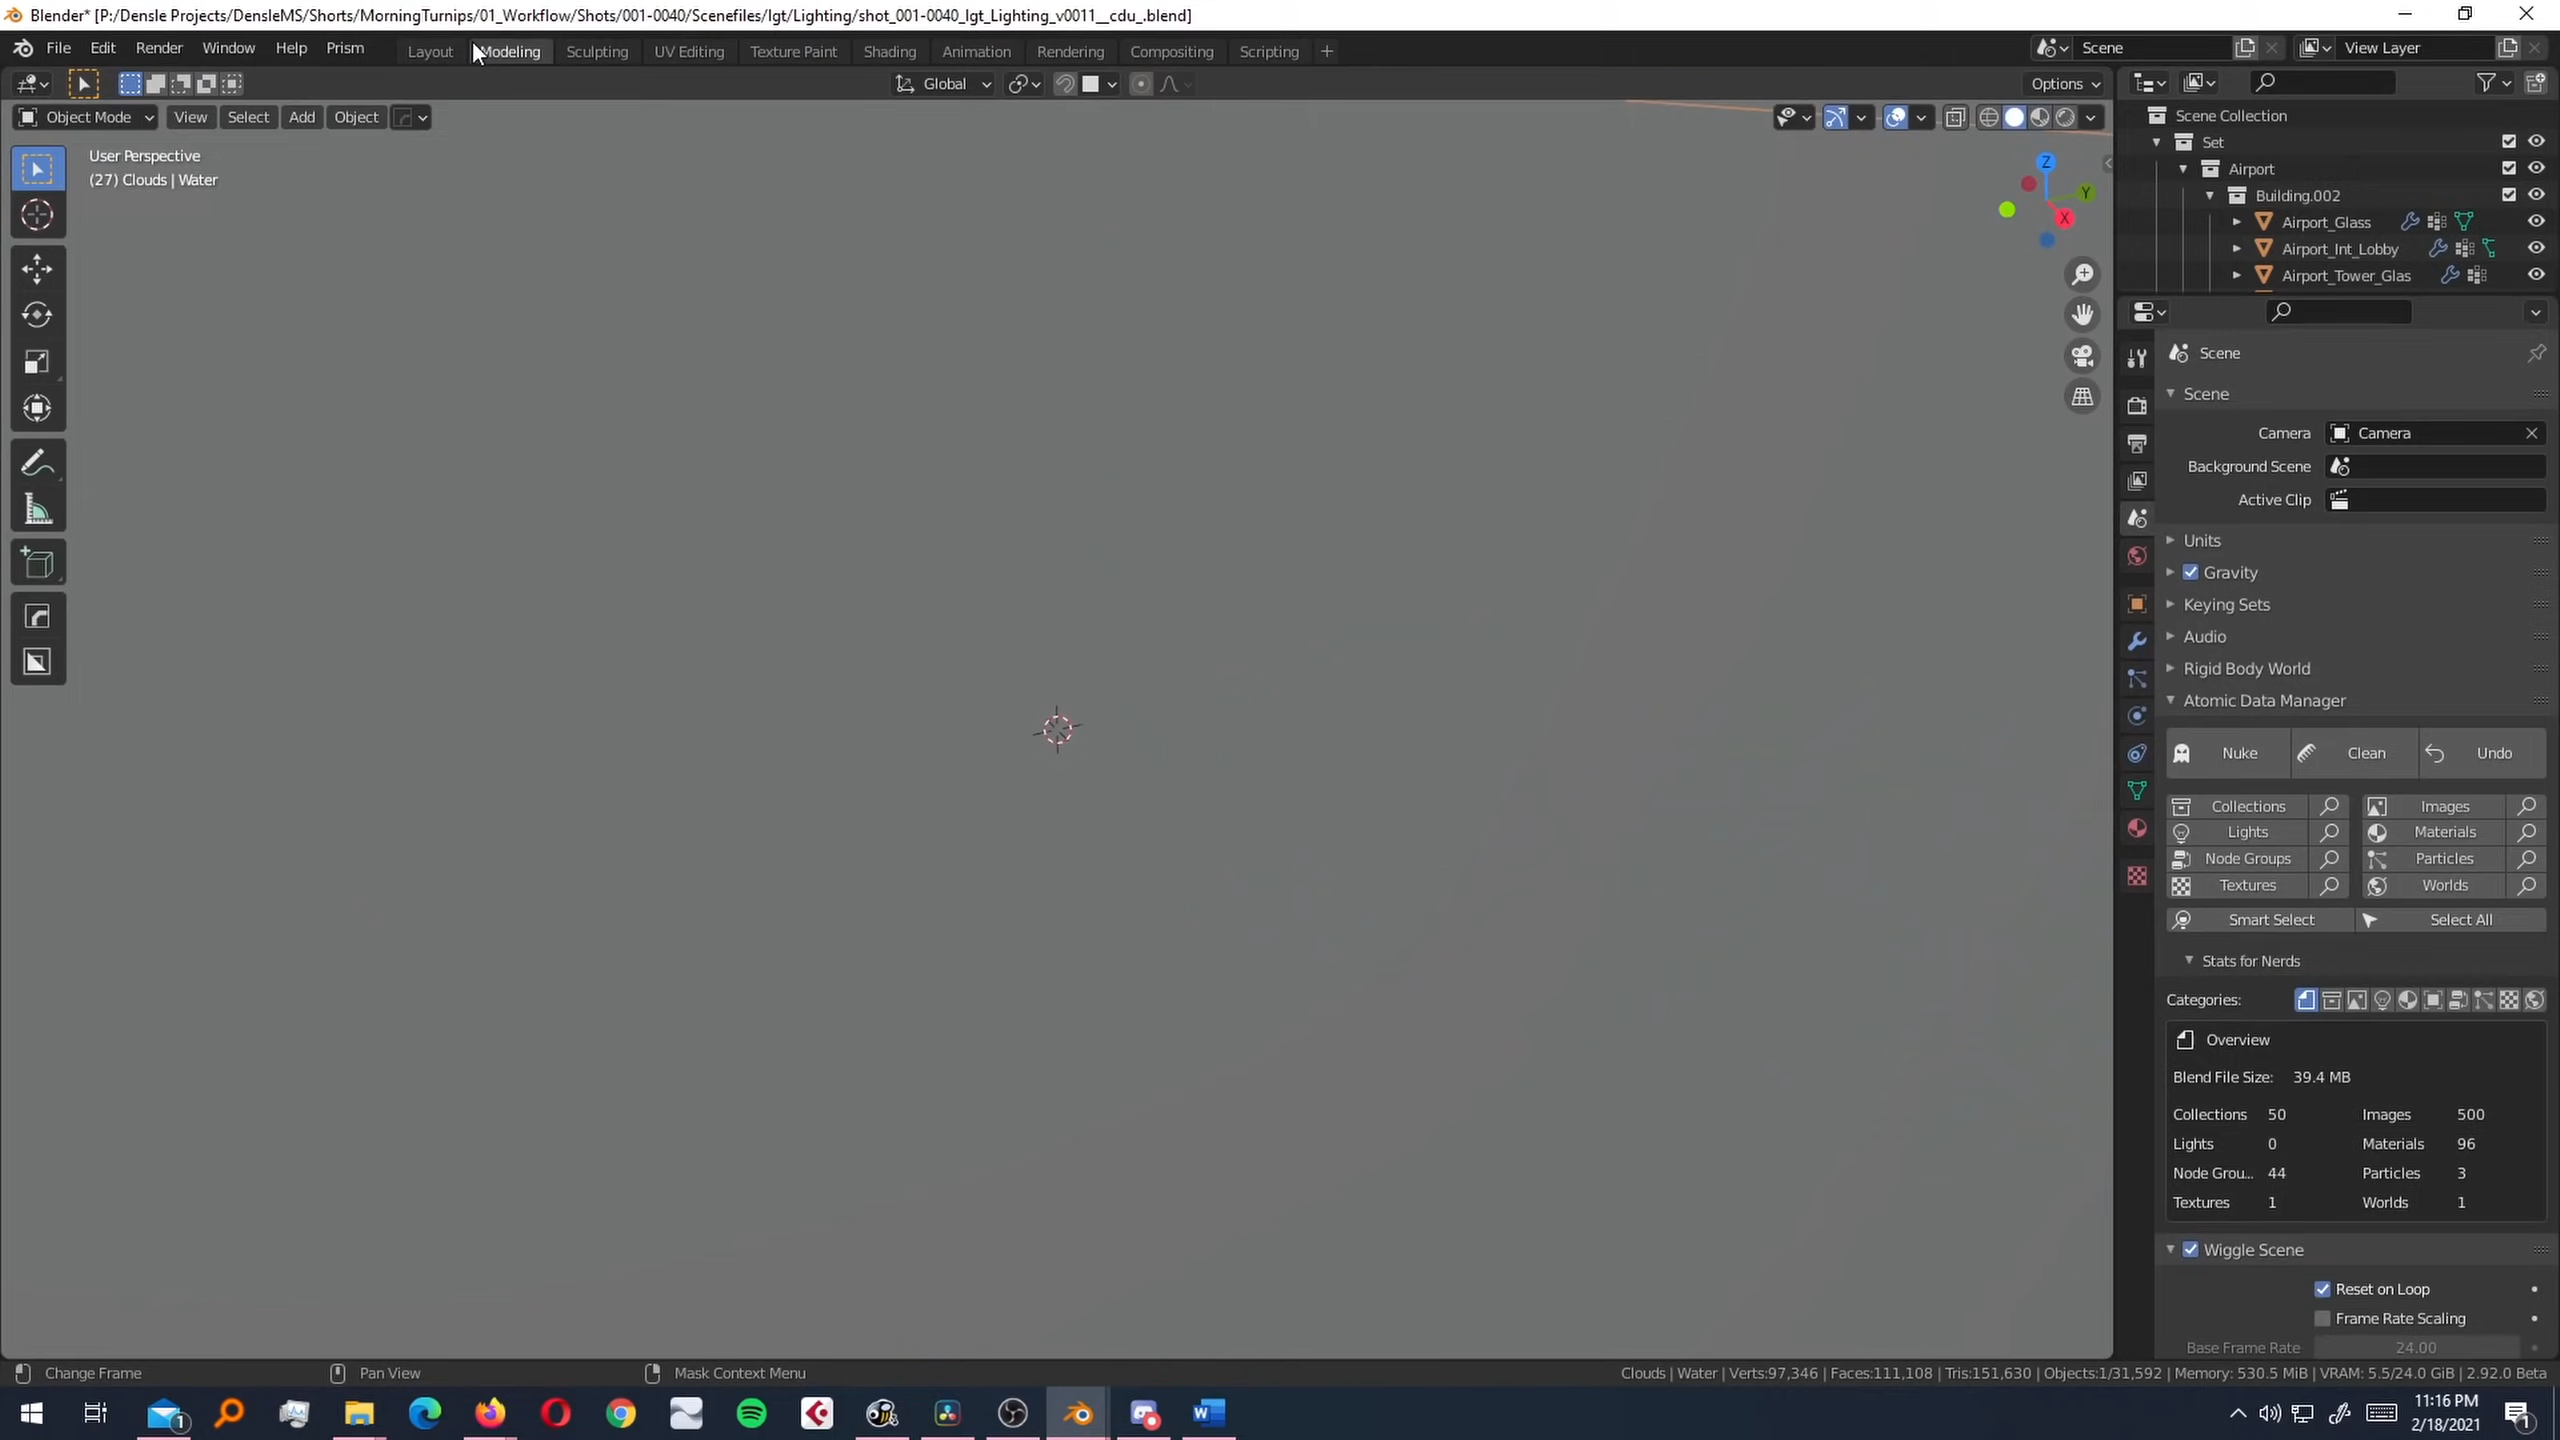 Blender* [P:/Densle Projects/DensleMS/Shorts/MorningTurnips/01_Workflow/Shots/001-0040/Scenefiles/lgt/Lighting/shot_001-0040_lgt_Lighting_v0011__cdu_.blend]
File Edit Render Window Help Prism Layout Modeling Sculpting UV Editing Texture Paint Shading Animation Rendering Compositing Scripting + Scene View Layer
Global Options
Object Mode View Select Add Object
Scene Collection
User Perspective
(27) Clouds | Water
Set
Airport
Building.002
Airport_Glass
Airport_Int_Lobby
Airport_Tower_Glas
Z
Y
X
Scene
Scene
Camera Camera
Background Scene
Active Clip
Units
Gravity
Keying Sets
Audio
Rigid Body World
Atomic Data Manager
Nuke Clean Undo
Collections Images
Lights Materials
Node Groups Particles
Textures Worlds
Smart Select Select All
Stats for Nerds
Categories:
Overview
Blend File Size: 39.4 MB
Collections 50 Images 500
Lights 0 Materials 96
Node Grou... 44 Particles 3
Textures 1 Worlds 1
Wiggle Scene
Reset on Loop
Frame Rate Scaling
Base Frame Rate 24.00
Change Frame Pan View Mask Context Menu Clouds | Water | Verts:97,346 | Faces:111,108 | Tris:151,630 | Objects:1/31,592 | Memory: 530.5 MiB | VRAM: 5.5/24.0 GiB | 2.92.0 Beta
11:16 PM
2/18/2021
1
1